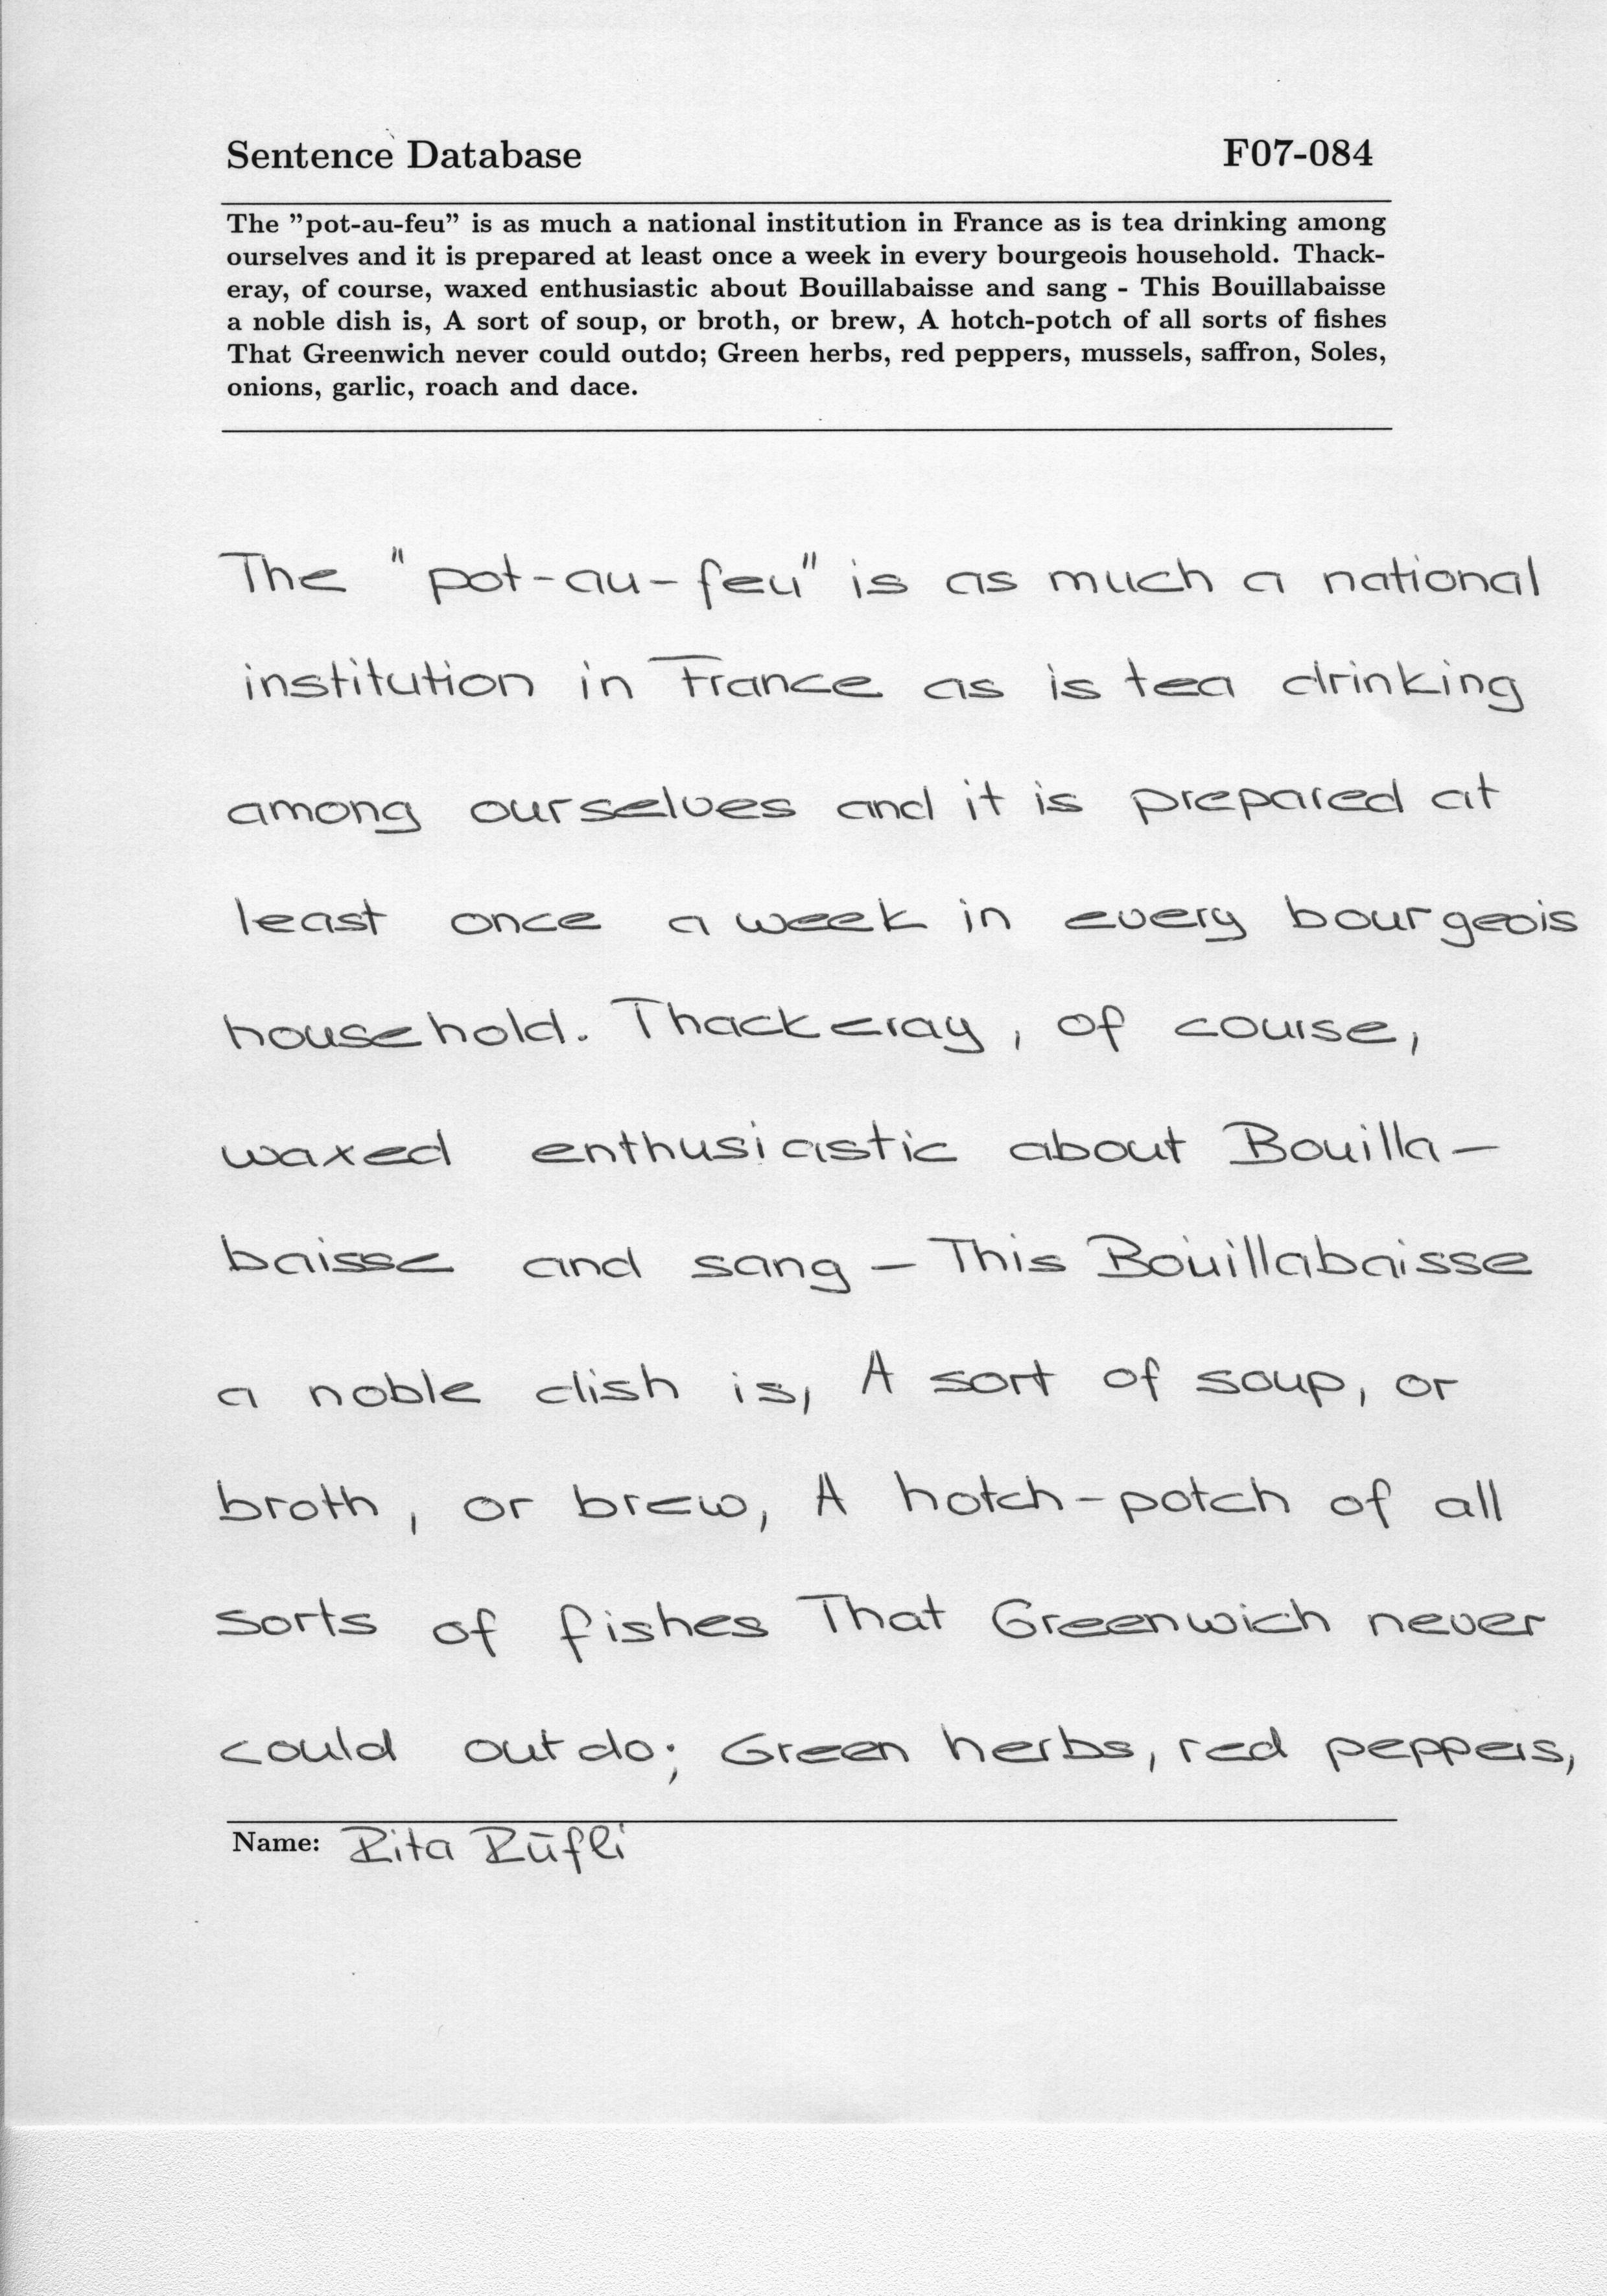 Sentence Database F07-084
The "pot-au-feu" is as much a national institution in France as is tea drinking among
ourselves and it is prepared at least once a week in every bourgeois household. Thack-
eray, of course, waxed enthusiastic about Bouillabaisse and sang - This Bouillabaisse
a noble dish is, A sort of soup, or broth, or brew, A hotch-potch of all sorts of fishes
That Greenwich never could outdo; Green herbs, red peppers, mussels, saffron, Soles,
onions, garlic, roach and dace.
The "pot-au-feu" is as much a national
institution in France as is tea drinking
among ourselves and it is prepared at
least once a week in every bourgeois
household. Thackeray, of course,
waxed enthusiastic about Bouilla-
baisse and sang - This Bouillabaisse
a noble dish is, A sort of soup, or
broth, or brew, A hotch-potch of all
sorts of fishes That Greenwich never
could outdo; Green herbs, red peppers,
Name: Rita Rüfli